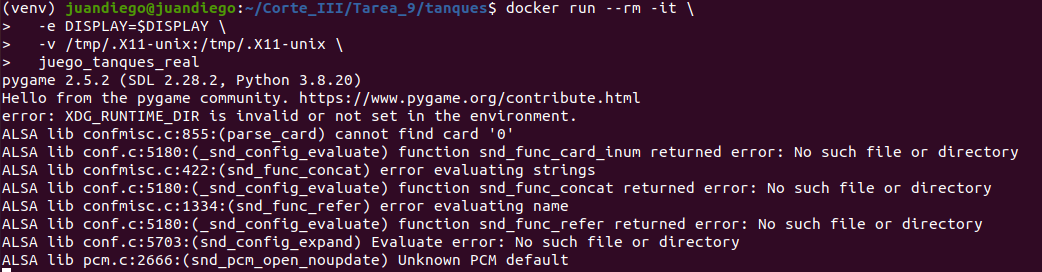 (venv) juandiego@juandiego:~/Corte_III/Tarea_9/tanques$ docker run --rm -it \
>   -e DISPLAY=$DISPLAY \
>   -v /tmp/.X11-unix:/tmp/.X11-unix \
>   juego_tanques_real
pygame 2.5.2 (SDL 2.28.2, Python 3.8.20)
Hello from the pygame community. https://www.pygame.org/contribute.html
error: XDG_RUNTIME_DIR is invalid or not set in the environment.
ALSA lib confmisc.c:855:(parse_card) cannot find card '0'
ALSA lib conf.c:5180:(_snd_config_evaluate) function snd_func_card_inum returned error: No such file or directory
ALSA lib confmisc.c:422:(snd_func_concat) error evaluating strings
ALSA lib conf.c:5180:(_snd_config_evaluate) function snd_func_concat returned error: No such file or directory
ALSA lib confmisc.c:1334:(snd_func_refer) error evaluating name
ALSA lib conf.c:5180:(_snd_config_evaluate) function snd_func_refer returned error: No such file or directory
ALSA lib conf.c:5703:(snd_config_expand) Evaluate error: No such file or directory
ALSA lib pcm.c:2666:(snd_pcm_open_noupdate) Unknown PCM default